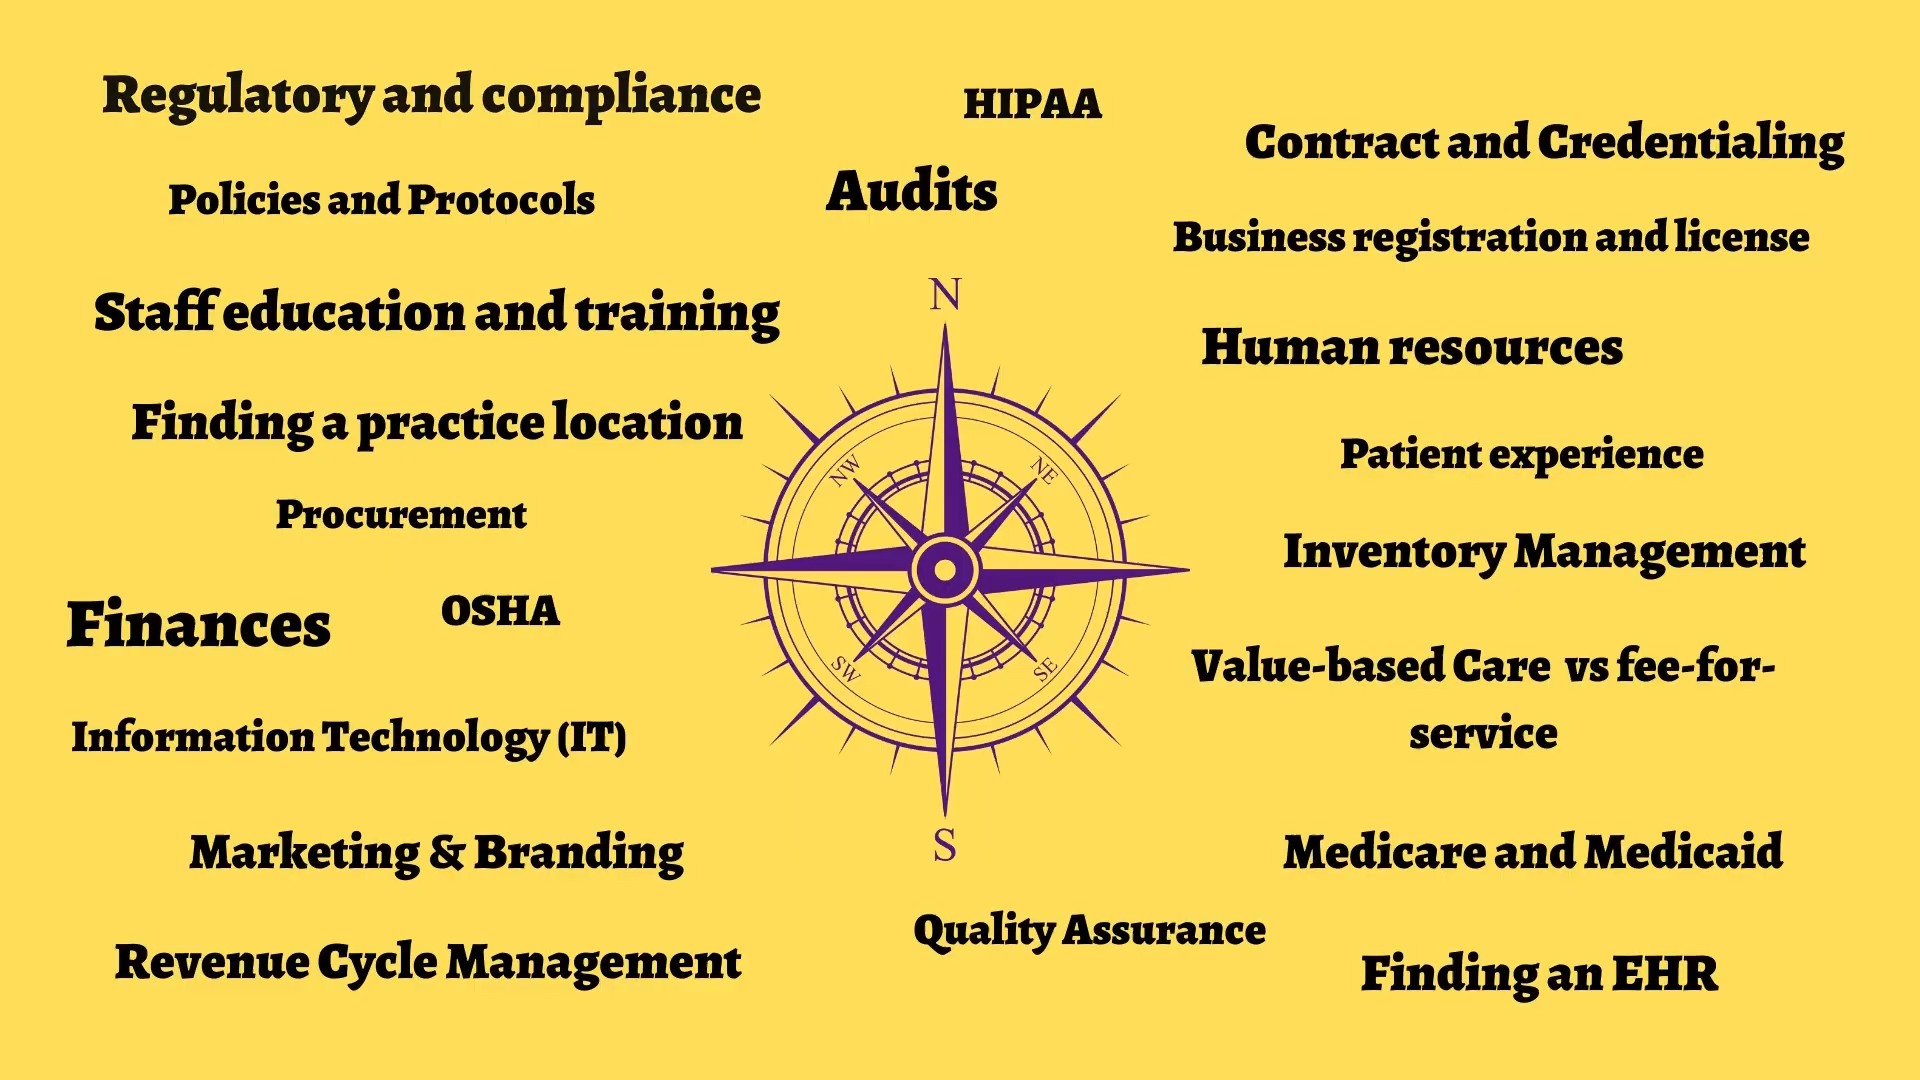 Regulatory and compliance
HIPAA
Contract and Credentialing
Policies and Protocols
Audits
Business registration and license
Staff education and training
N
Human resources
Finding a practice location
NW
NE
Patient experience
Procurement
Inventory Management
Finances
OSHA
SW
SE
Value-based Care vs fee-for-
service
Information Technology (IT)
Marketing & Branding
S
Medicare and Medicaid
Quality Assurance
Revenue Cycle Management
Finding an EHR